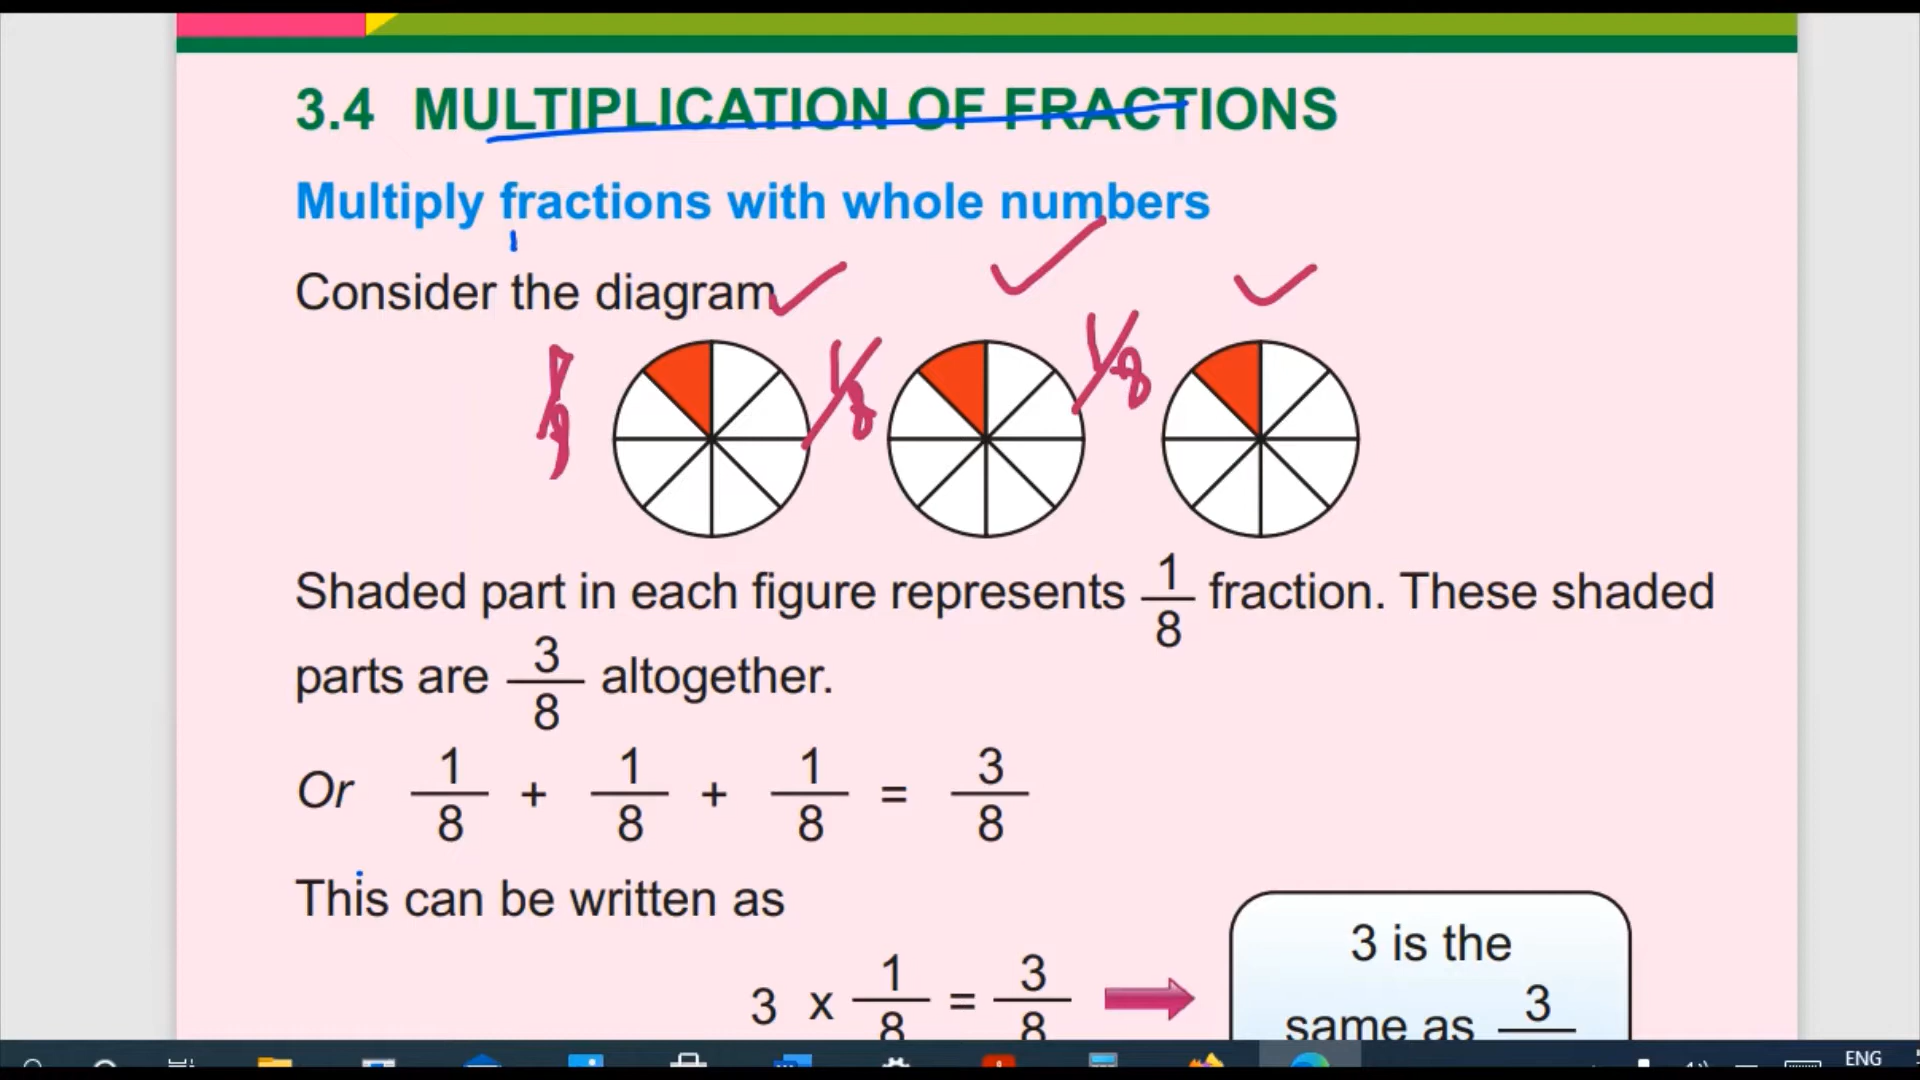 3.4 MULTIPLICATION OF FRACTIONS
Multiply fractions with whole numbers
Consider the diagram
1/8 1/8 1/8
Shaded part in each figure represents 1/8 fraction. These shaded
parts are 3/8 altogether.
Or 1/8 + 1/8 + 1/8 = 3/8
This can be written as
3 x 1/8 = 3/8
3 is the
same as 3
ENG